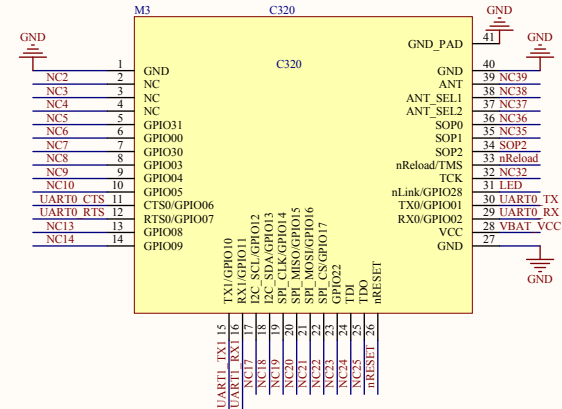 M3 C320
GND GND GND
41
GND_PAD
C320
1 GND GND 40
NC2 2 NC ANT 39 NC39
NC3 3 NC ANT_SEL1 38 NC38
NC4 4 NC ANT_SEL2 37 NC37
NC5 5 GPIO31 SOP0 36 NC36
NC6 6 GPIO00 SOP1 35 NC35
NC7 7 GPIO30 SOP2 34 SOP2
NC8 8 GPIO03 nReload/TMS 33 nReload
NC9 9 GPIO04 TCK 32 NC32
NC10 10 GPIO05 nLink/GPIO28 31 LED
UART0_CTS 11 CTS0/GPIO06 TX0/GPIO01 30 UART0_TX
UART0_RTS 12 RTS0/GPIO07 RX0/GPIO02 29 UART0_RX
NC13 13 GPIO08 VCC 28 VBAT_VCC
NC14 14 GPIO09 GND 27
GND
TX1/GPIO10 15 UART1_TX1
RX1/GPIO11 16 UART1_RX1
I2C_SCL/GPIO12 17 NC17
I2C_SDA/GPIO13 18 NC18
SPI_CLK/GPIO14 19 NC19
SPI_MISO/GPIO15 20 NC20
SPI_MOSI/GPIO16 21 NC21
SPI_CS/GPIO17 22 NC22
GPIO22 23 NC23
TDI 24 NC24
TDO 25 NC25
nRESET 26 nRESET